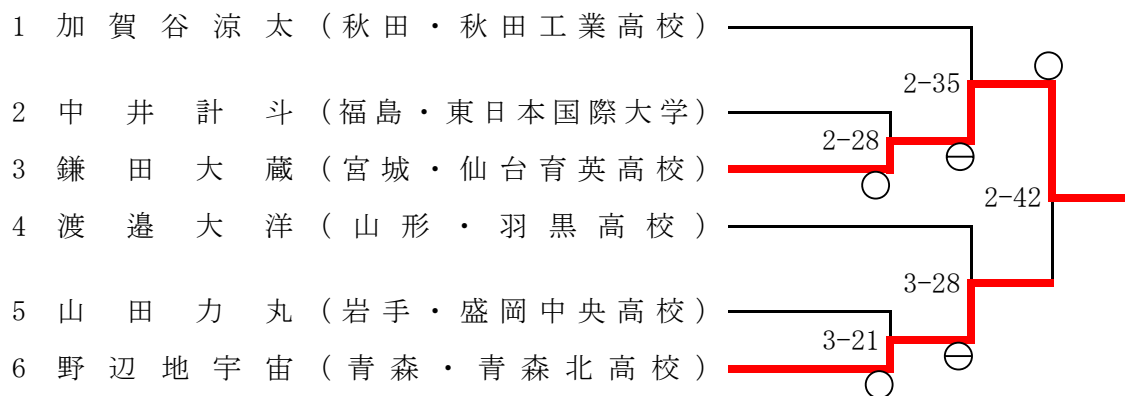 1 加賀谷涼太（秋田・秋田工業高校）
2-35
2 中井計斗（福島・東日本国際大学）
2-28
3 鎌田大蔵（宮城・仙台育英高校）
2-42
4 渡邉大洋（山形・羽黒高校）
3-28
5 山田力丸（岩手・盛岡中央高校）
3-21
6 野辺地宇宙（青森・青森北高校）